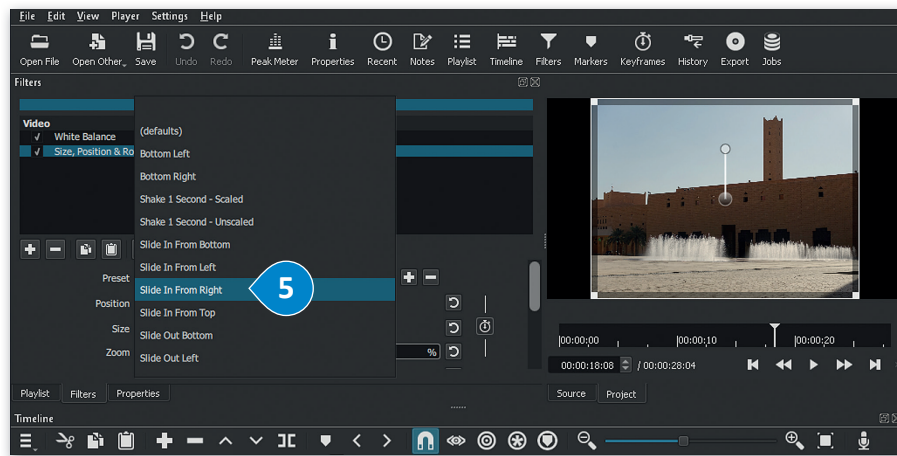 File Edit View Player Settings Help
Open File Open Other. Save Undo Redo Peak Meter Properties Recent Notes Playlist Timeline Filters Markers Keyframes History Export Jobs
Filters
Video
White Balance
Size, Position & Ro
(defaults)
Bottom Left
Bottom Right
Shake 1 Second - Scaled
Shake 1 Second - Unscaled
Slide In From Bottom
Slide In From Left
Preset
Slide In From Right
5
Position
Slide In From Top
Size
Slide Out Bottom
Zoom
Slide Out Left
%
00:00:00 00:00:10 00:00:20
00:00:18:08 / 00:00:28:04
Playlist Filters Properties
Source Project
Timeline